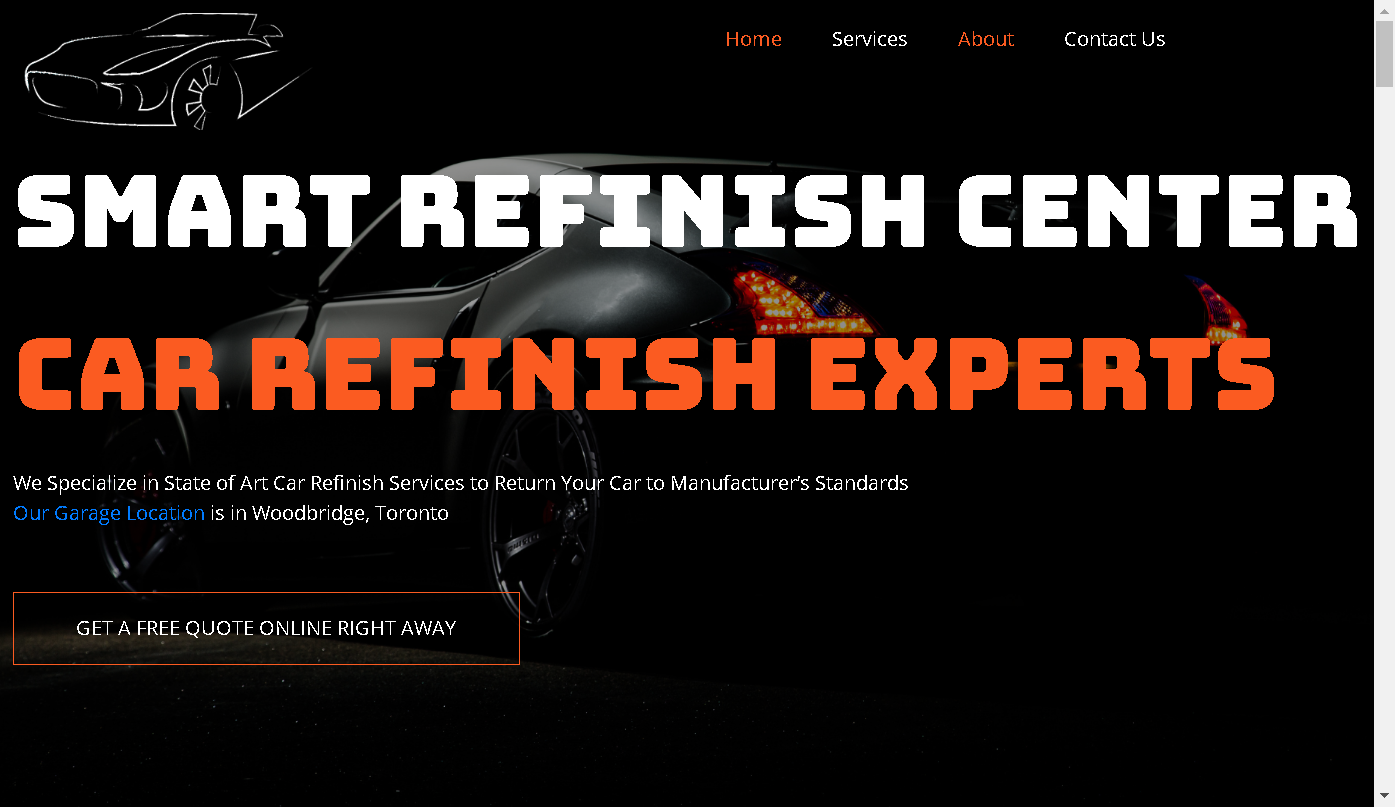 Home Services About Contact Us
SMART REFINISH CENTER
CAR REFINISH EXPERTS
We Specialize in State of Art Car Refinish Services to Return Your Car to Manufacturer's Standards
Our Garage Location is in Woodbridge, Toronto
GET A FREE QUOTE ONLINE RIGHT AWAY